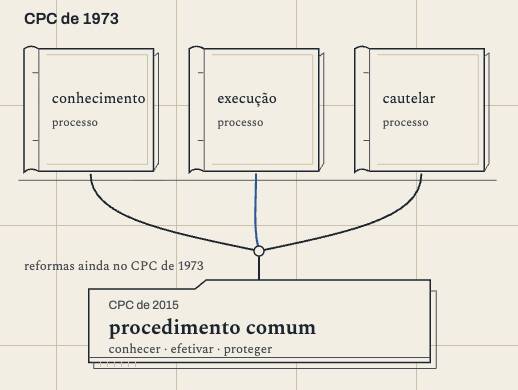 CPC de 1973
conhecimento
processo
execução
processo
cautelar
processo
reformas ainda no CPC de 1973
CPC de 2015
procedimento comum
conhecer · efetivar · proteger